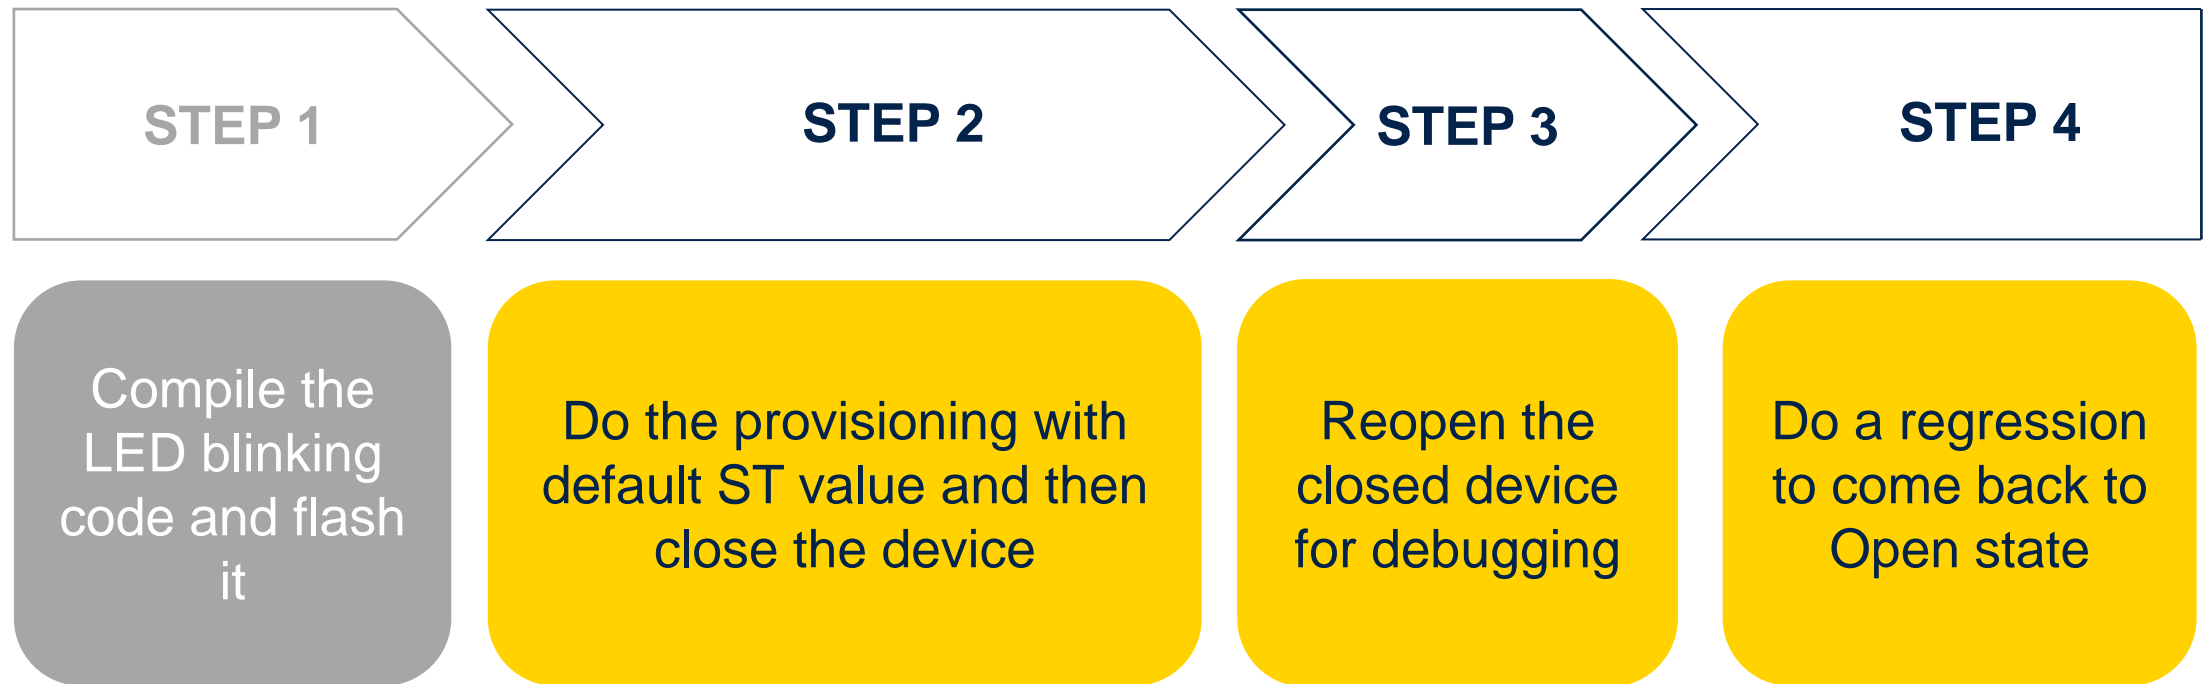 STEP 1
STEP 2
STEP 3
STEP 4
Compile the
LED blinking
code and flash
it
Do the provisioning with
default ST value and then
close the device
Reopen the
closed device
for debugging
Do a regression
to come back to
Open state